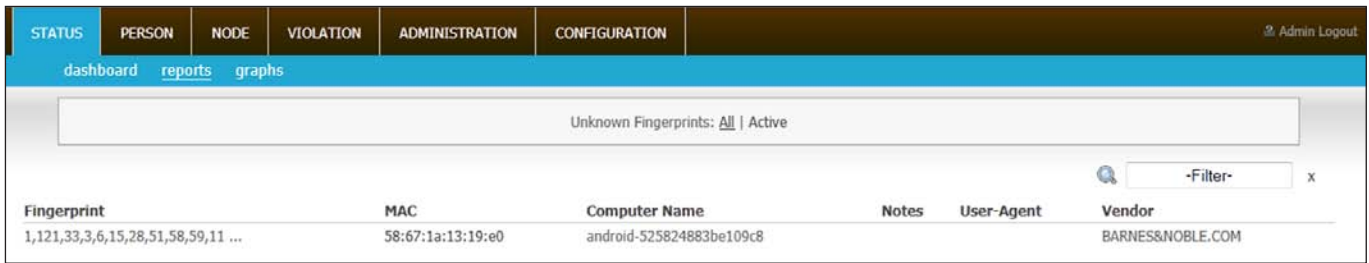 STATUS PERSON NODE VIOLATION ADMINISTRATION CONFIGURATION Admin Logout
dashboard reports graphs
Unknown Fingerprints: All | Active
-Filter- x
Fingerprint MAC Computer Name Notes User-Agent Vendor
1,121,33,3,6,15,28,51,58,59,11 ... 58:67:1a:13:19:e0 android-525824883be109c8 BARNES&NOBLE.COM